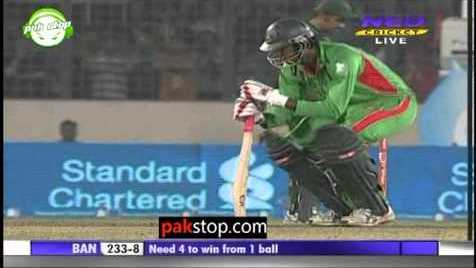 pak stop
NEO
CRICKET
LIVE
Standard
Chartered
pakstop.com
BAN 233-8 Need 4 to win from 1 ball